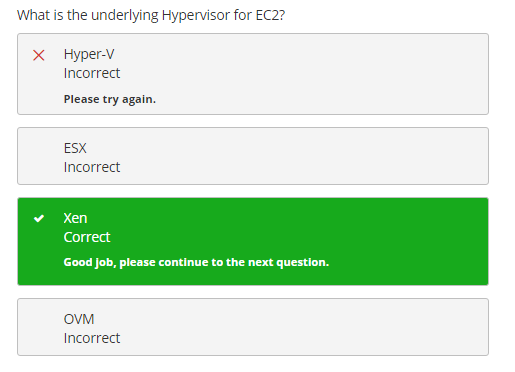 What is the underlying Hypervisor for EC2?
Hyper-V
Incorrect
Please try again.
ESX
Incorrect
Xen
Correct
Good job, please continue to the next question.
OVM
Incorrect